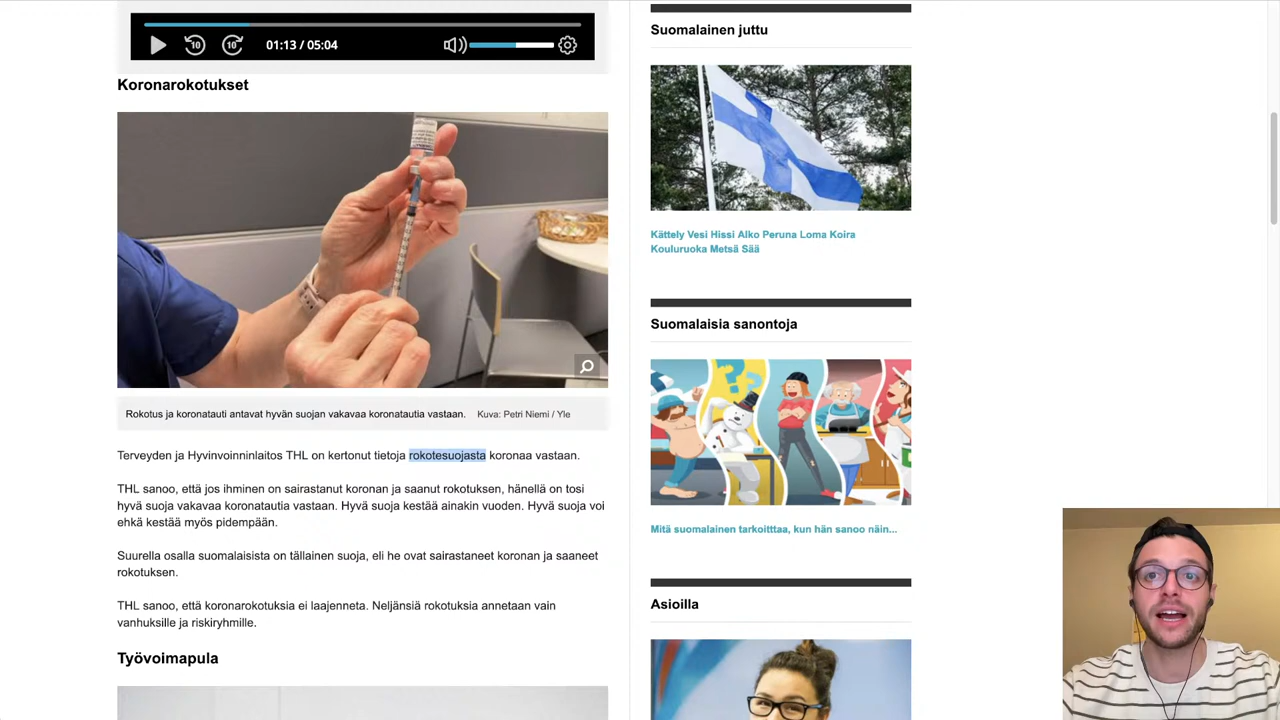 01:13 / 05:04
Koronarokotukset
Rokotus ja koronatauti antavat hyvän suojan vakavaa koronatautia vastaan. Kuva: Petri Niemi / Yle
Terveyden ja Hyvinvoinninlaitos THL on kertonut tietoja rokotesuojasta koronaa vastaan.
THL sanoo, että jos ihminen on sairastanut koronan ja saanut rokotuksen, hänellä on tosi
hyvä suoja vakavaa koronatautia vastaan. Hyvä suoja kestää ainakin vuoden. Hyvä suoja voi
ehkä kestää myös pidempään.
Suurella osalla suomalaisista on tällainen suoja, eli he ovat sairastaneet koronan ja saaneet
rokotuksen.
THL sanoo, että koronarokotuksia ei laajenneta. Neljänsiä rokotuksia annetaan vain
vanhuksille ja riskiryhmille.
Työvoimapula
Suomalainen juttu
Kättely Vesi Hissi Alko Peruna Loma Koira
Kouluruoka Metsä Sää
Suomalaisia sanontoja
Mitä suomalainen tarkoitttaa, kun hän sanoo näin...
Asioilla